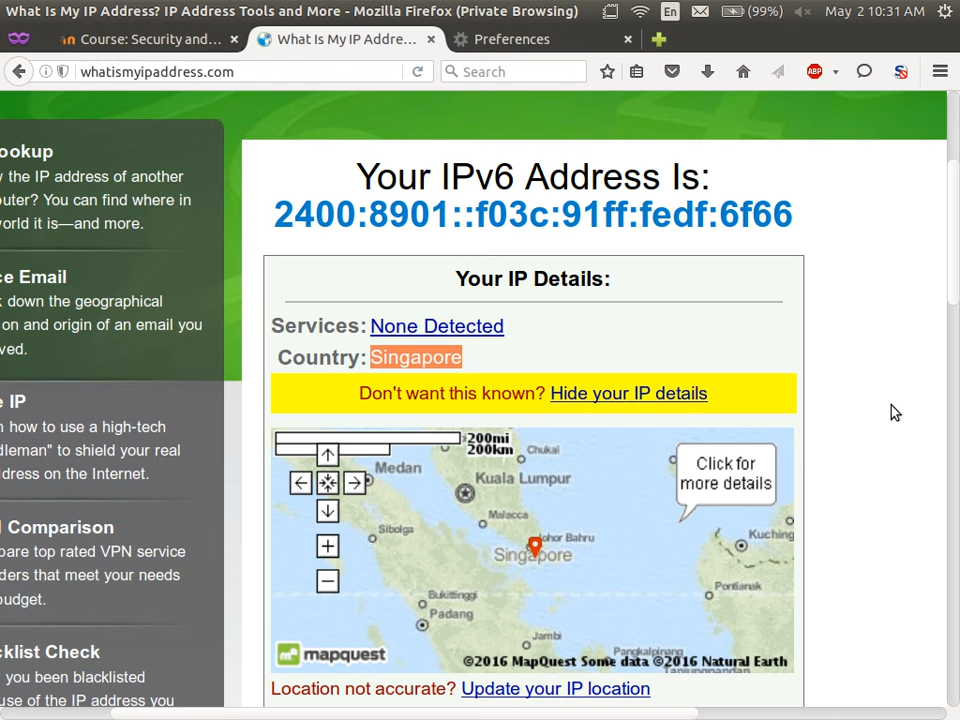 What Is My IP Address? IP Address Tools and More - Mozilla Firefox (Private Browsing)
En
(99%)
May 2 10:31 AM
Course: Security and...
What Is My IP Addre...
Preferences
whatismyipaddress.com
Search
ABP
ookup
w the IP address of another
puter? You can find where in
world it is—and more.
ce Email
k down the geographical
on and origin of an email you
ved.
e IP
n how to use a high-tech
dleman" to shield your real
ddress on the Internet.
l Comparison
pare top rated VPN service
ders that meet your needs
budget.
cklist Check
you been blacklisted
use of the IP address you
Your IPv6 Address Is:
2400:8901::f03c:91ff:fedf:6f66
Your IP Details:
Services: None Detected
Country: Singapore
Don't want this known? Hide your IP details
200mi
200km
Chukai
Medan
Kuala Lumpur
Click for
more details
Malacca
Sibolga
Johor Bahru
Kuching
Singapore
Pontianak
Bukittinggi
Padang
Jambi
Pangkalpinang
Tanjungpandan
mapquest
©2016 MapQuest Some data ©2016 Natural Earth
Location not accurate? Update your IP location